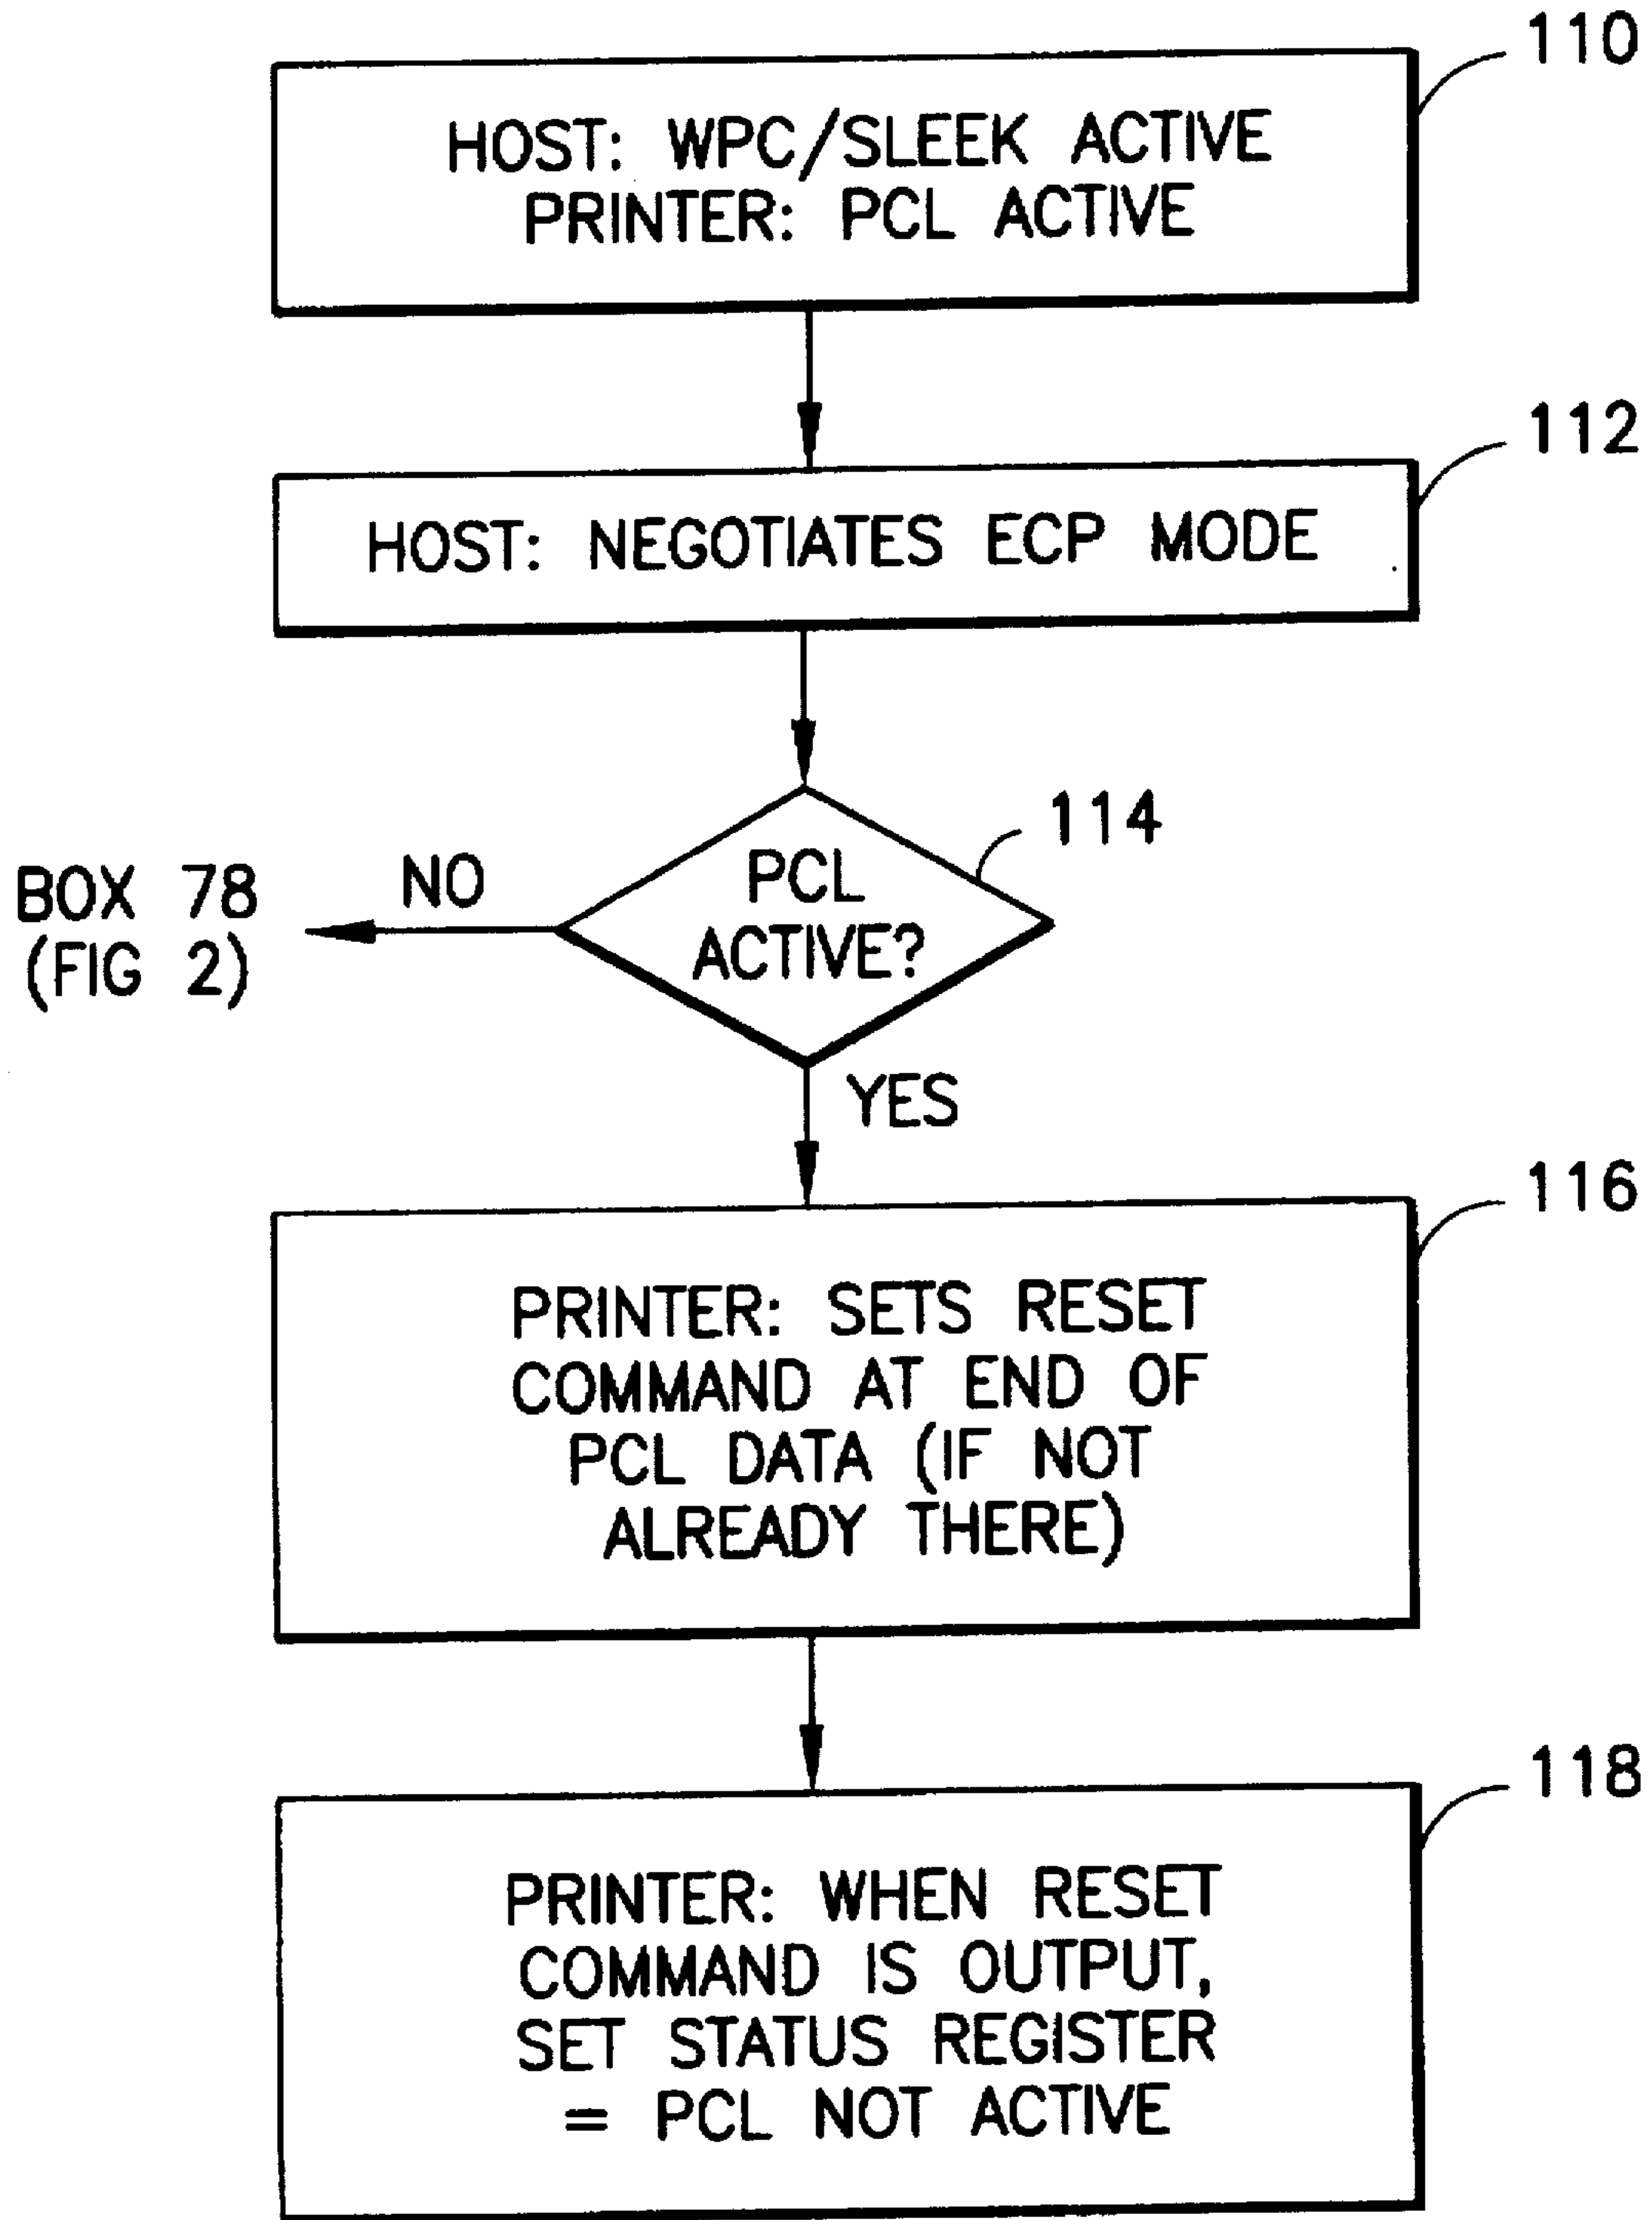 110
HOST: WPC/SLEEK ACTIVE
PRINTER: PCL ACTIVE
112
HOST: NEGOTIATES ECP MODE
114
PCL
ACTIVE?
NO
BOX 78
(FIG 2)
YES
116
PRINTER: SETS RESET
COMMAND AT END OF
PCL DATA (IF NOT
ALREADY THERE)
118
PRINTER: WHEN RESET
COMMAND IS OUTPUT,
SET STATUS REGISTER
= PCL NOT ACTIVE